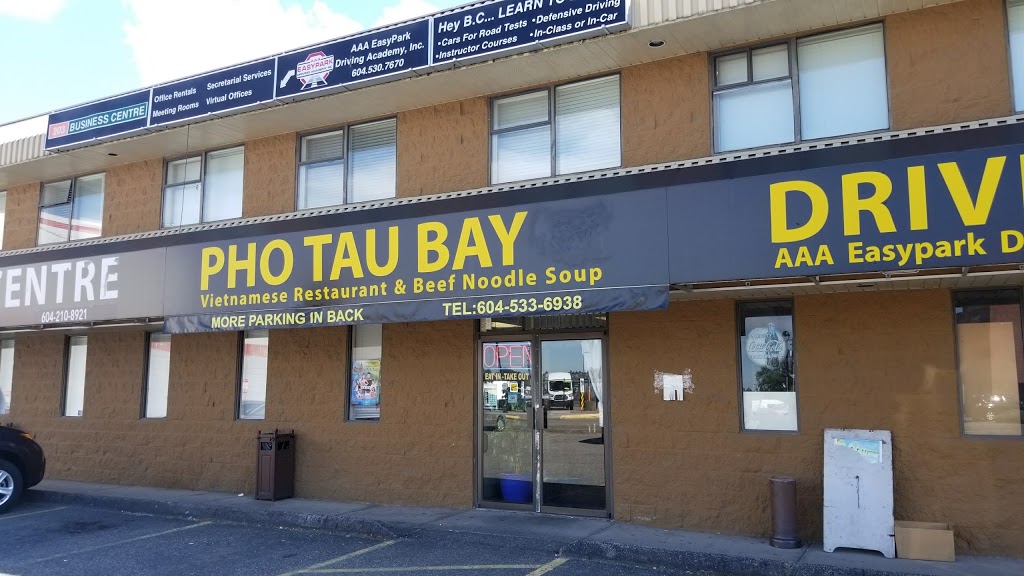 203 BUSINESS CENTRE
Office Rentals
Meeting Rooms
Secretarial Services
Virtual Offices
EASYPARK
AAA EasyPark
Driving Academy, Inc.
604.530.7670
Hey B.C... LEARN TO
•Cars For Road Tests •Defensive Driving
•Instructor Courses •In-Class or In-Car
ENTRE
604-210-8921
PHO TAU BAY
Vietnamese Restaurant & Beef Noodle Soup
MORE PARKING IN BACK
TEL:604-533-6938
DRIV
AAA Easypark D
OPEN
EAT IN - TAKE OUT